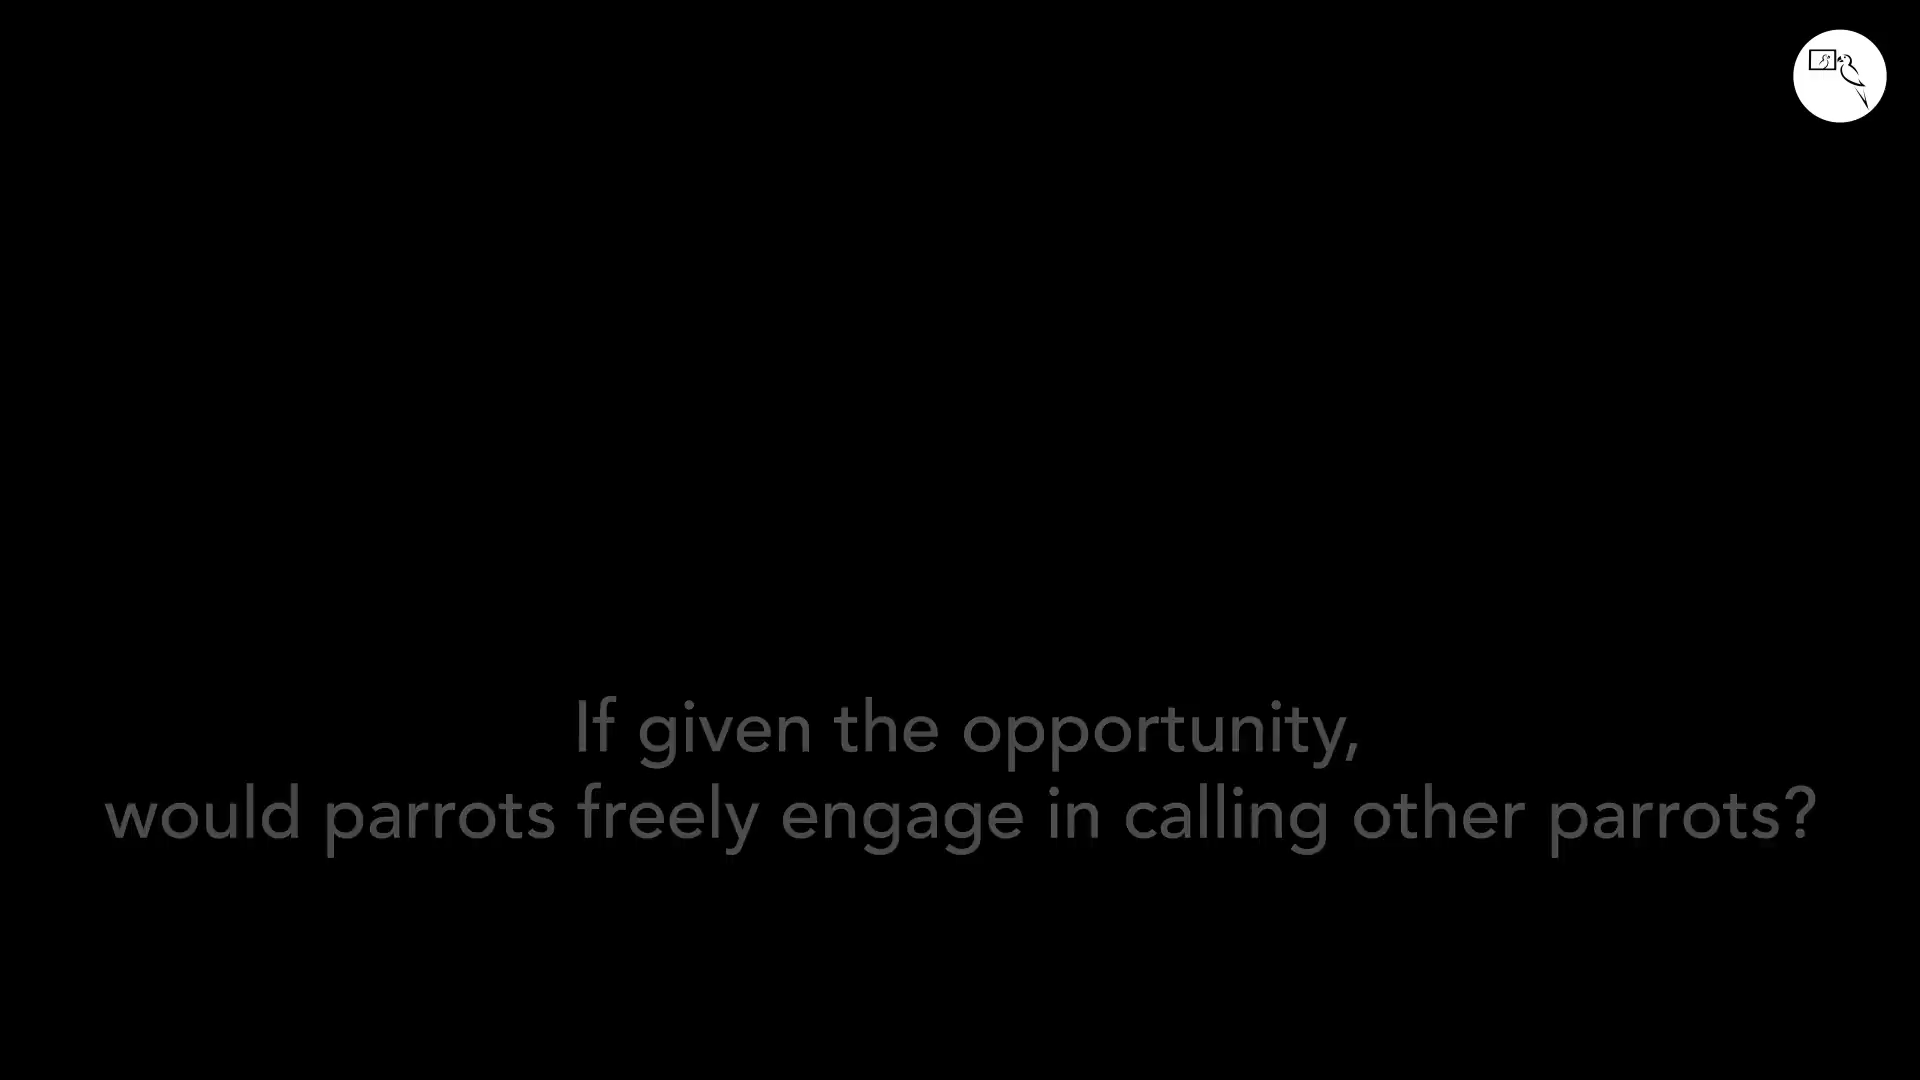 If given the opportunity,
would parrots freely engage in calling other parrots?